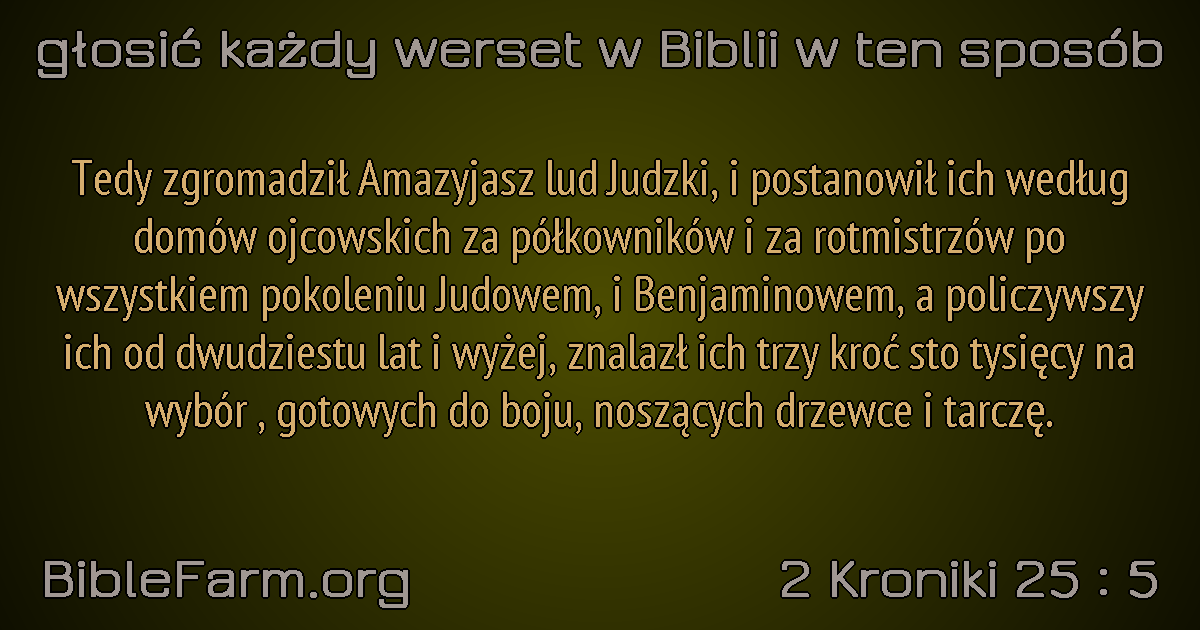 głosić każdy werset w Biblii w ten sposób
Tedy zgromadził Amazyjasz lud Judzki, i postanowił ich według
domów ojcowskich za półkowników i za rotmistrzów po
wszystkiem pokoleniu Judowem, i Benjaminowem, a policzywszy
ich od dwudziestu lat i wyżej, znalazł ich trzy kroć sto tysięcy na
wybór , gotowych do boju, noszących drzewce i tarczę.
BibleFarm.org
2 Kroniki 25 : 5